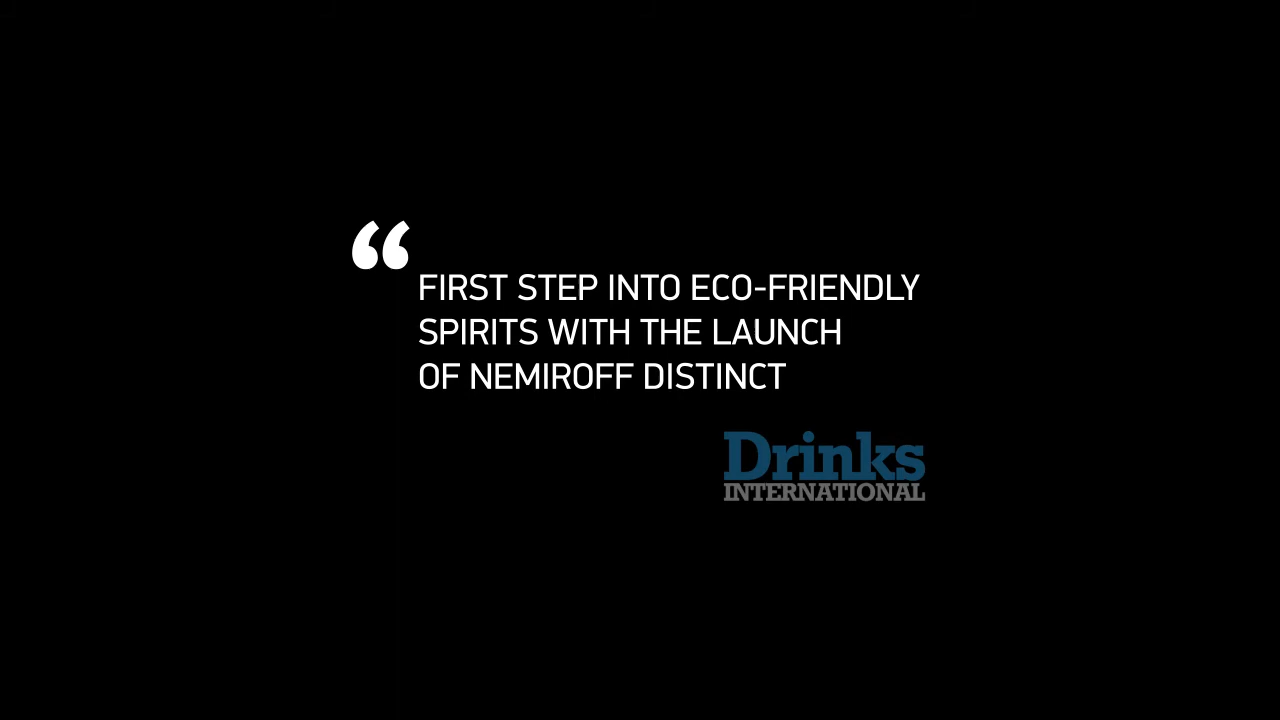 “
FIRST STEP INTO ECO-FRIENDLY
SPIRITS WITH THE LAUNCH
OF NEMIROFF DISTINCT
Drinks
INTERNATIONAL